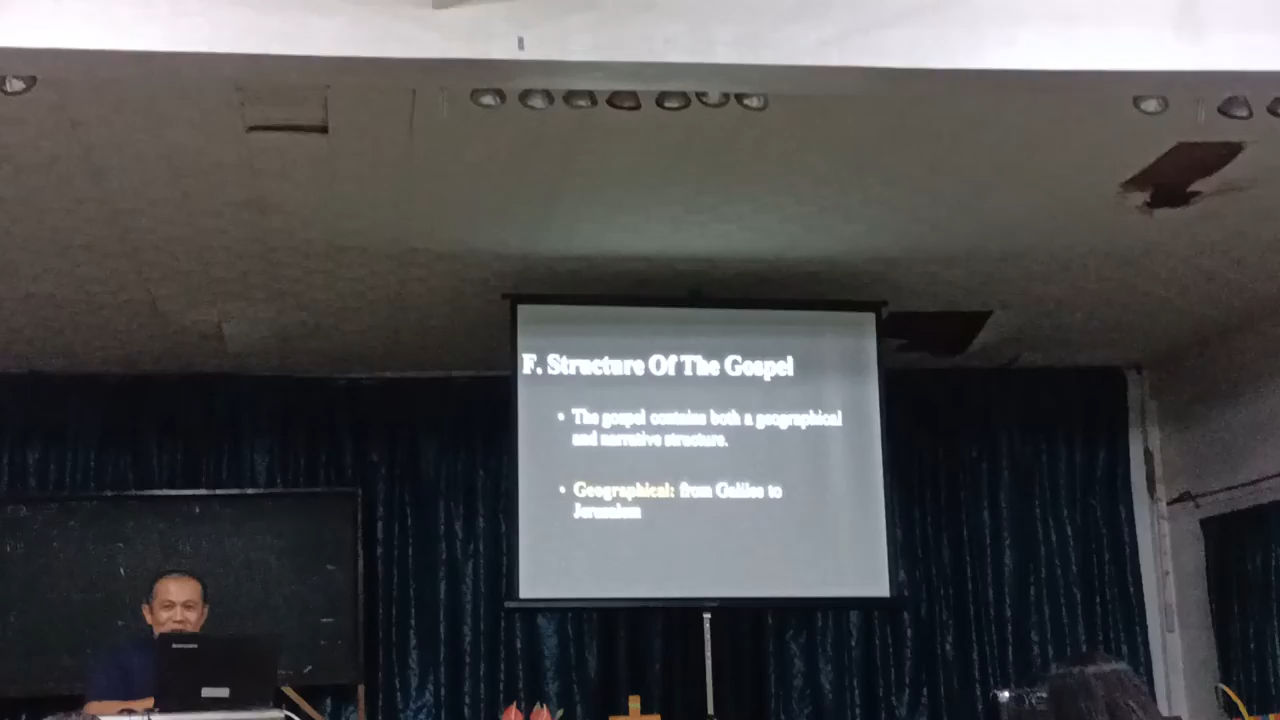 F. Structure Of The Gospel
• The gospel contains both a geographical
and narrative structure.
• Geographical: from Galilee to
Jerusalem